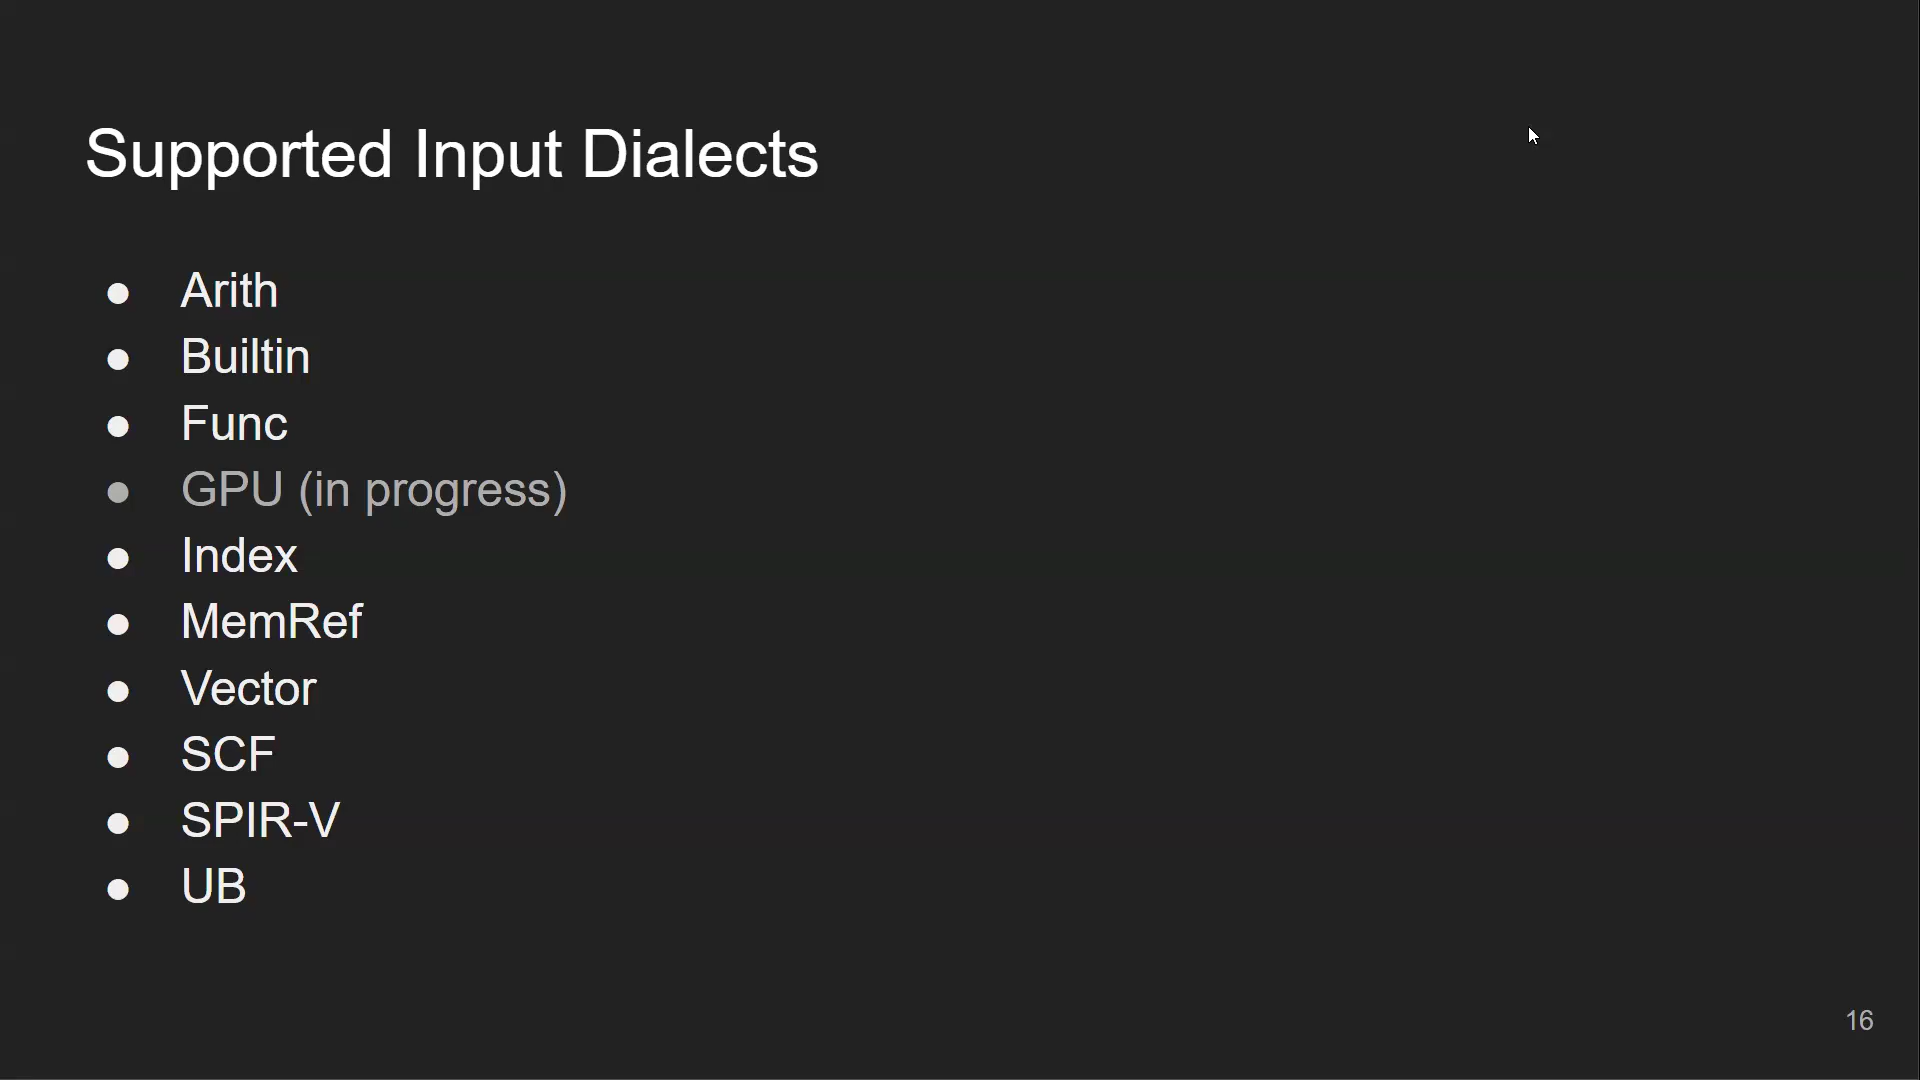 Supported Input Dialects
● Arith
● Builtin
● Func
● GPU (in progress)
● Index
● MemRef
● Vector
● SCF
● SPIR-V
● UB
16